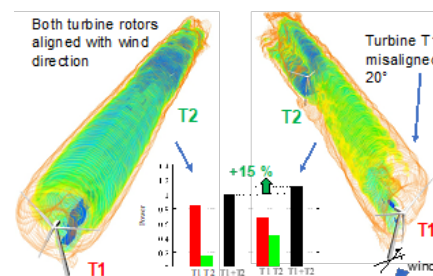 Both turbine rotors
aligned with wind
direction
Turbine T1
misaligned
20°
T2
T2
+15 %
Power
T1
T1
T1 T2 T1+T2
T1 T2 T1+T2
wind